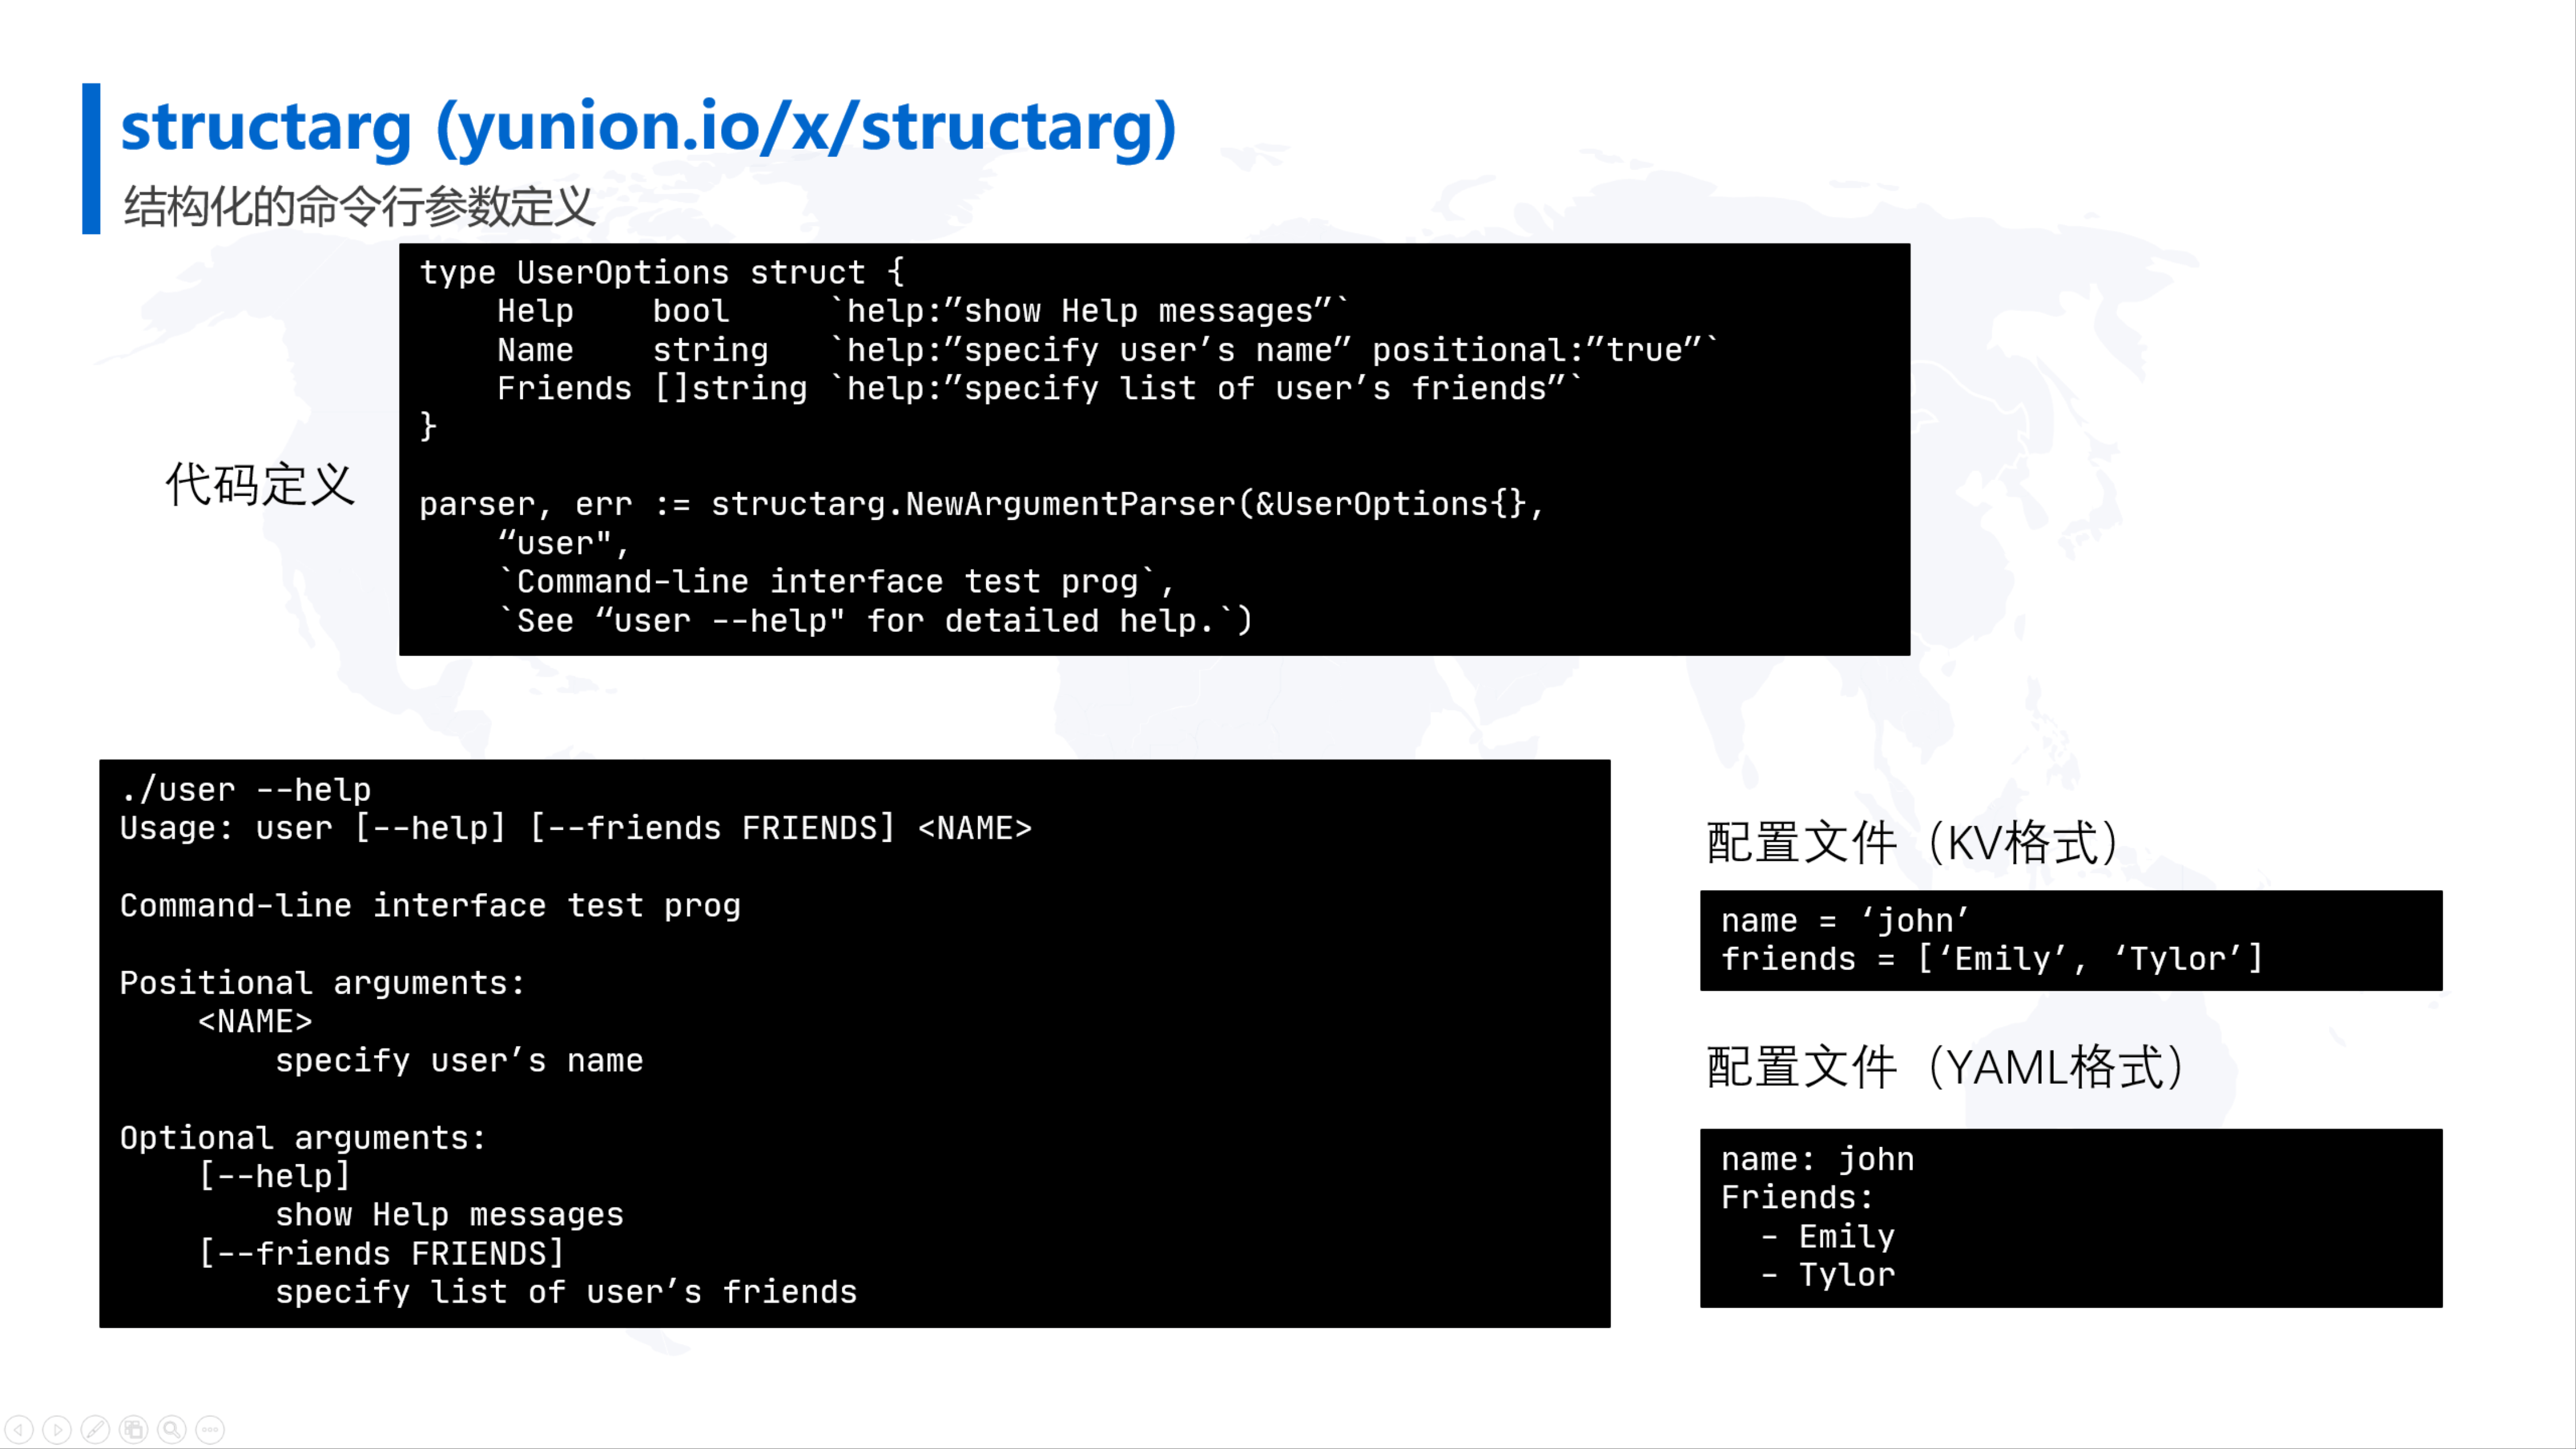 structarg (yunion.io/x/structarg)
结构化的命令行参数定义
代码定义
type UserOptions struct {
    Help    bool     `help:”show Help messages”`
    Name    string   `help:”specify user’s name” positional:”true”`
    Friends []string `help:”specify list of user’s friends”`
}
parser, err := structarg.NewArgumentParser(&UserOptions{},
    “user",
    `Command-line interface test prog`,
    `See “user --help" for detailed help.`)
./user --help
Usage: user [--help] [--friends FRIENDS] <NAME>
Command-line interface test prog
Positional arguments:
    <NAME>
        specify user’s name
Optional arguments:
    [--help]
        show Help messages
    [--friends FRIENDS]
        specify list of user’s friends
配置文件（KV格式）
name = ‘john’
friends = [‘Emily’, ‘Tylor’]
配置文件（YAML格式）
name: john
Friends:
  - Emily
  - Tylor